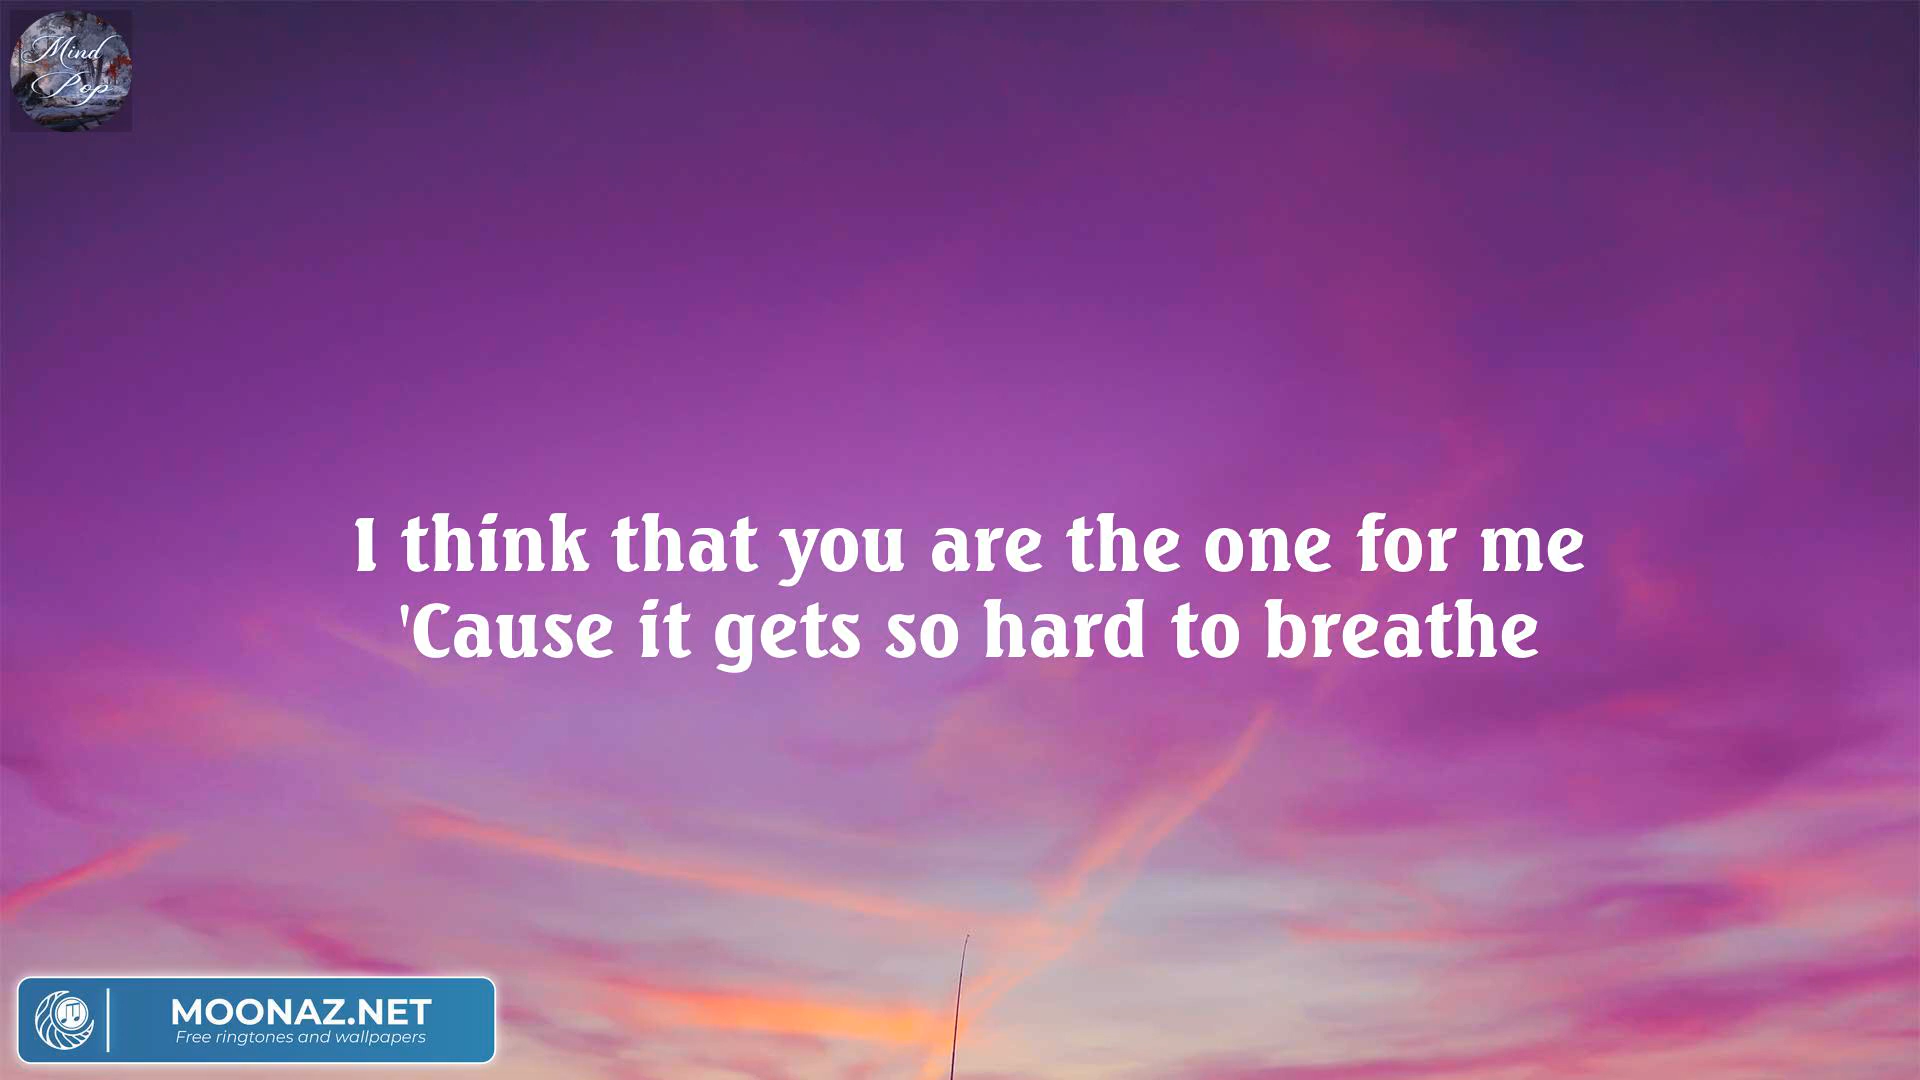 Mind
Pop
I think that you are the one for me
'Cause it gets so hard to breathe
MOONAZ.NET
Free ringtones and wallpapers